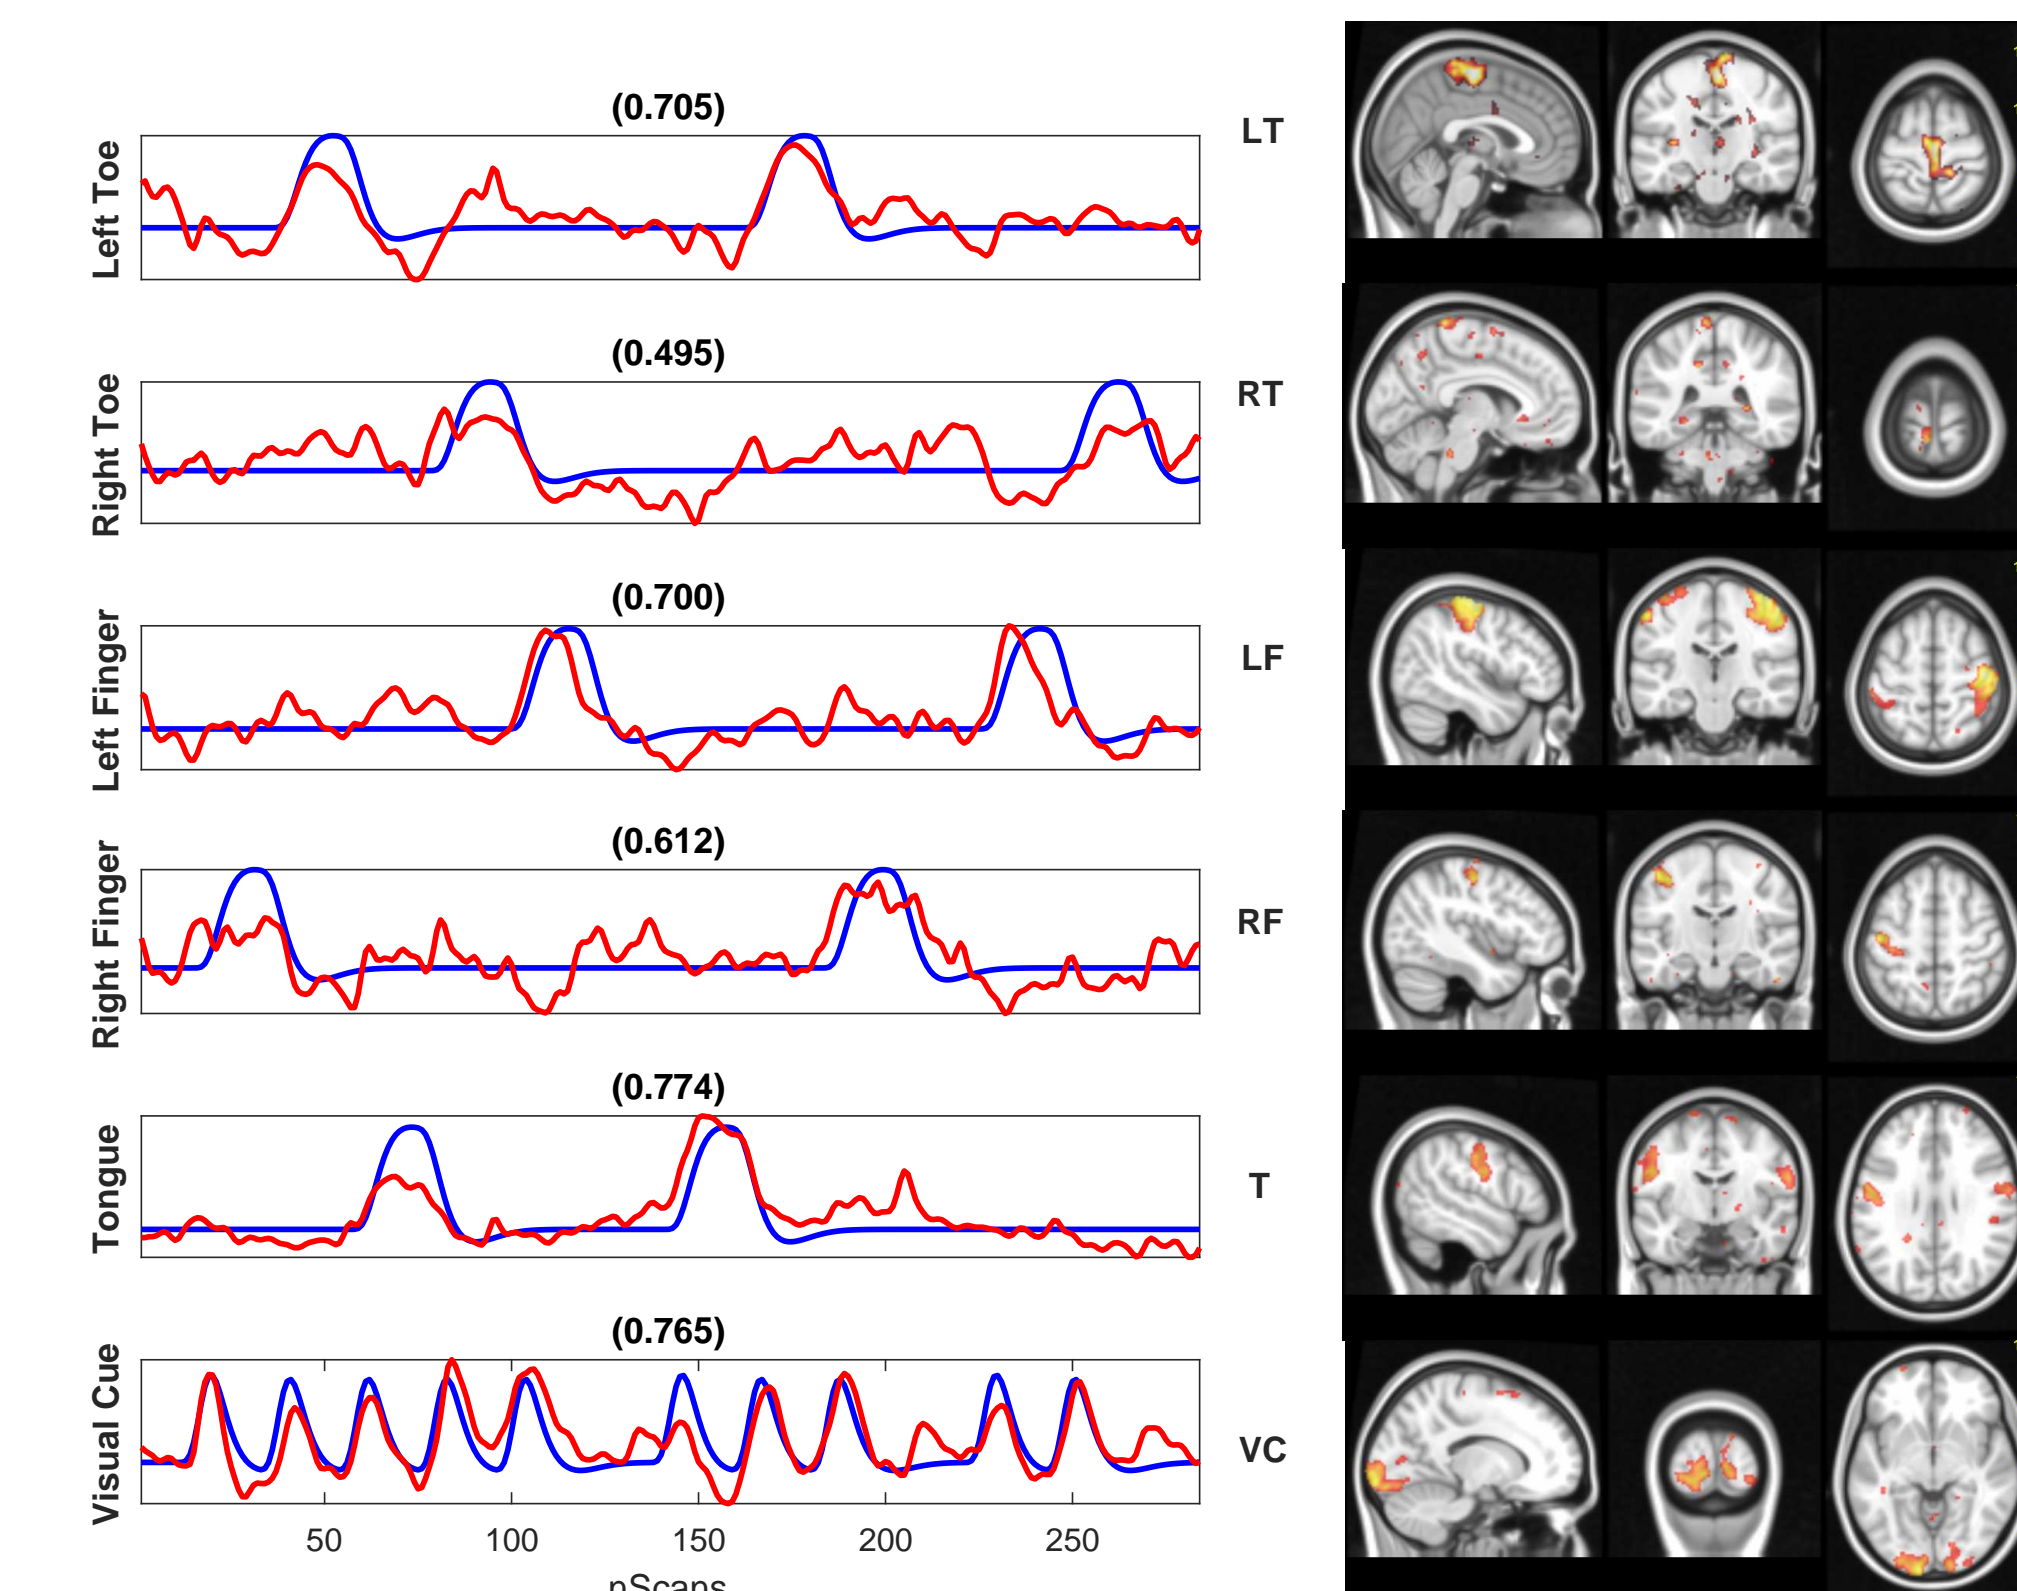 (0.705)
Left Toe
LT
(0.495)
Right Toe
RT
(0.700)
Left Finger
LF
(0.612)
Right Finger
RF
(0.774)
Tongue
T
(0.765)
Visual Cue
VC
50 100 150 200 250
nScans